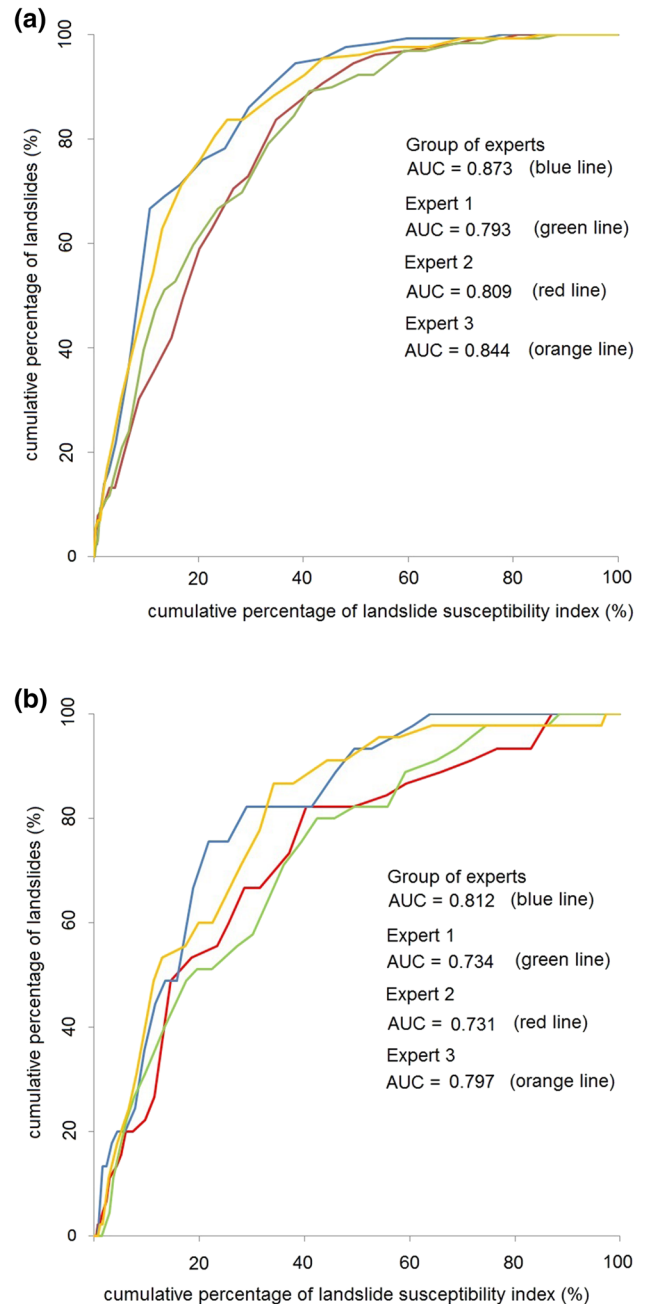 (a)
100
80
60
40
20
0
cumulative percentage of landslides (%)
Group of experts
AUC = 0.873 (blue line)
Expert 1
AUC = 0.793 (green line)
Expert 2
AUC = 0.809 (red line)
Expert 3
AUC = 0.844 (orange line)
20 40 60 80 100
cumulative percentage of landslide susceptibility index (%)
(b)
100
80
60
40
20
0
cumulative percentage of landslides (%)
Group of experts
AUC = 0.812 (blue line)
Expert 1
AUC = 0.734 (green line)
Expert 2
AUC = 0.731 (red line)
Expert 3
AUC = 0.797 (orange line)
20 40 60 80 100
cumulative percentage of landslide susceptibility index (%)